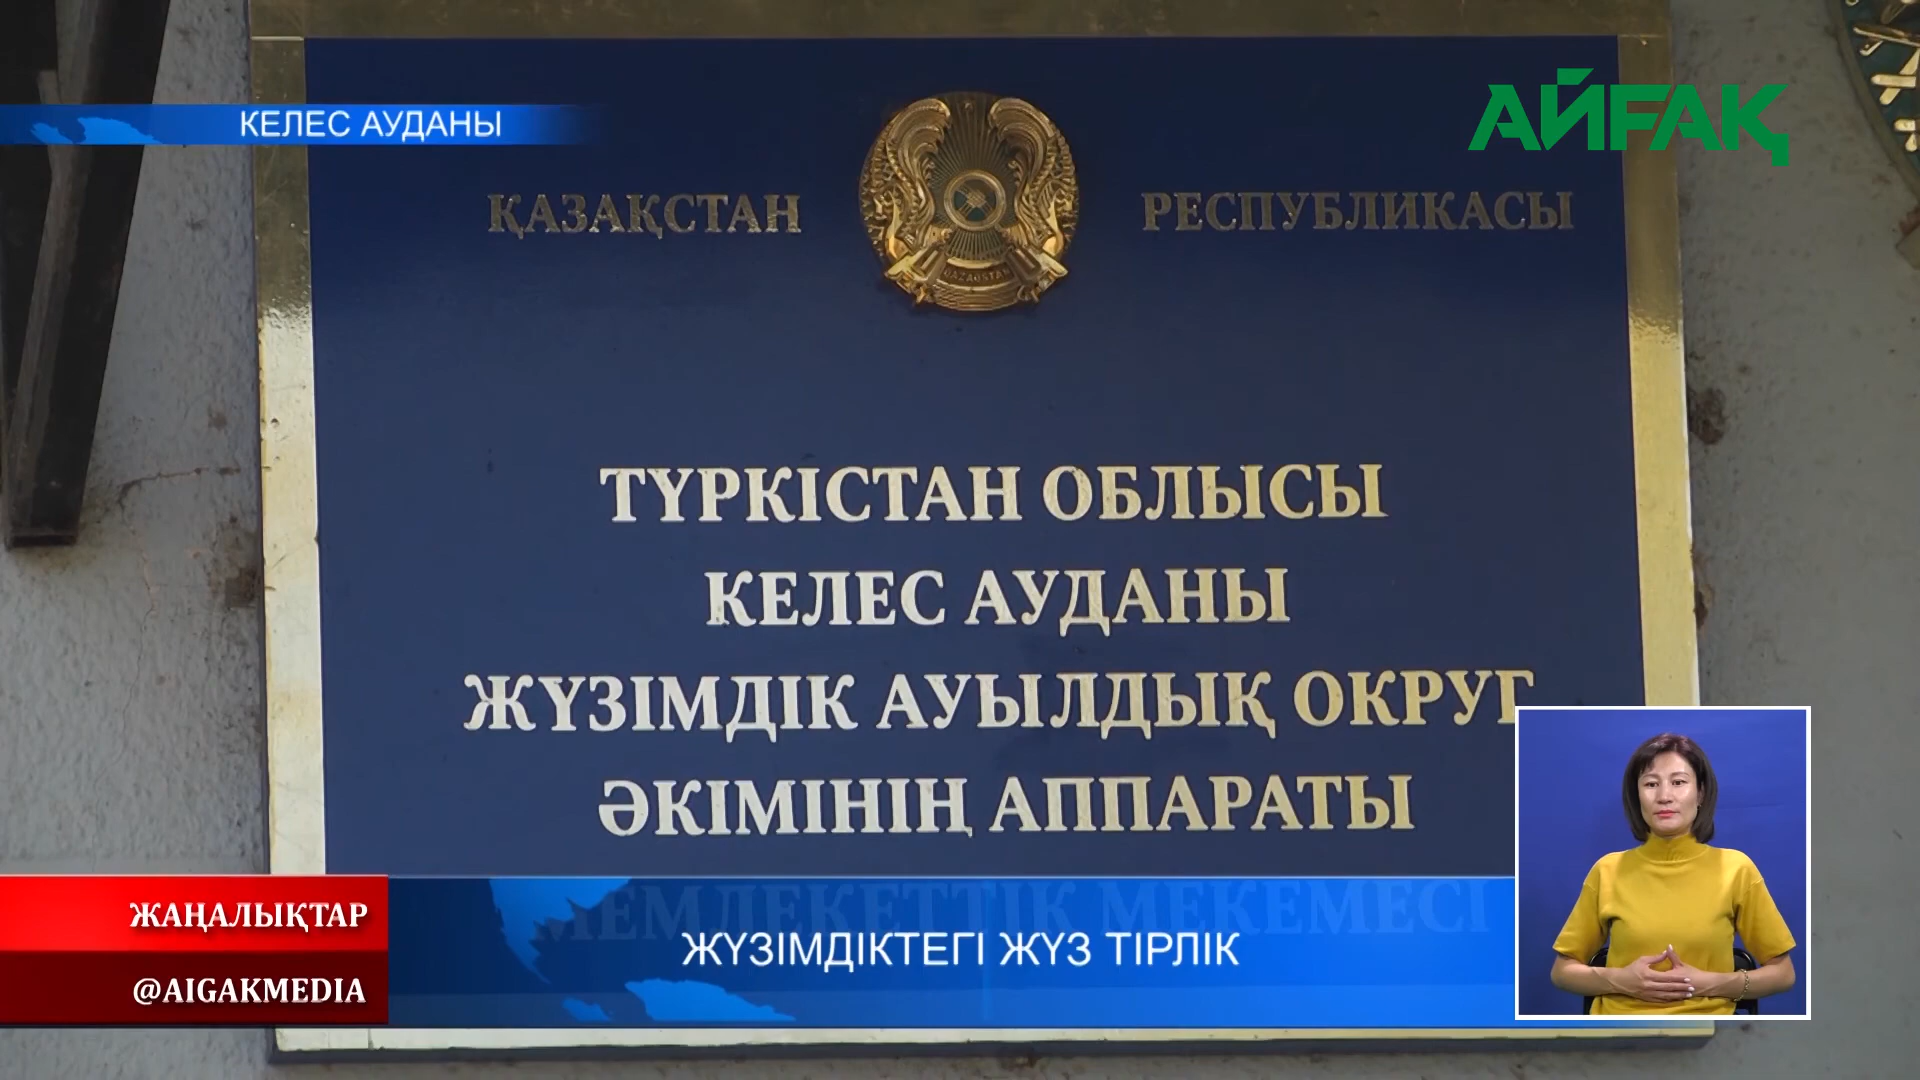 КЕЛЕС АУДАНЫ
АЙҒАҚ
ҚАЗАҚСТАН РЕСПУБЛИКАСЫ
QAZAQSTAN
ТҮРКІСТАН ОБЛЫСЫ
КЕЛЕС АУДАНЫ
ЖҮЗІМДІК АУЫЛДЫҚ ОКРУГ
ӘКІМІНІҢ АППАРАТЫ
МЕМЛЕКЕТТІК МЕКЕМЕСІ
ЖАҢАЛЫҚТАР
ЖҮЗІМДІКТЕГІ ЖҮЗ ТІРЛІК
@AIGAKMEDIA